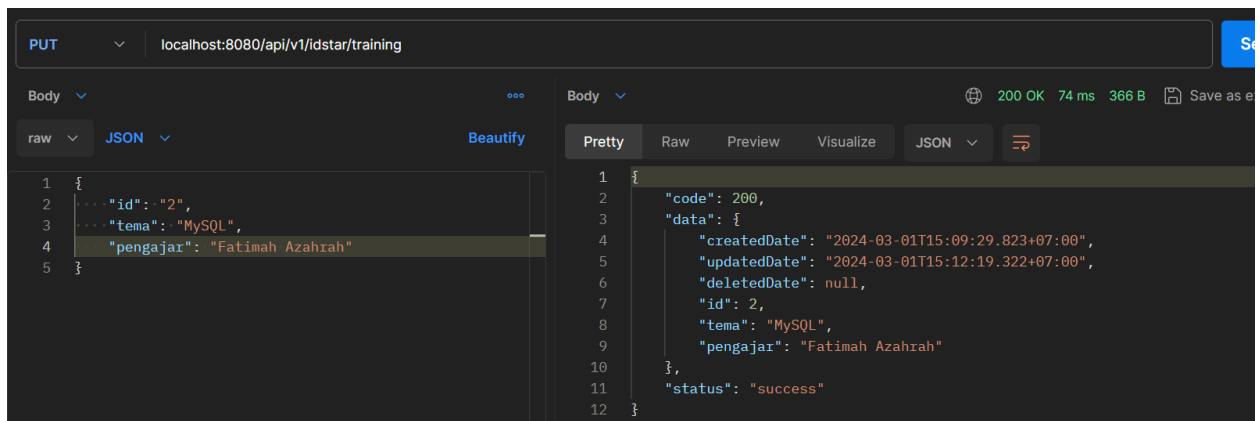 PUT localhost:8080/api/v1/idstar/training Se
Body
raw JSON Beautify
1 {
2 "id": "2",
3 "tema": "MySQL",
4 "pengajar": "Fatimah Azahrah"
5 }
Body 200 OK 74 ms 366 B Save as e
Pretty Raw Preview Visualize JSON
1 {
2 "code": 200,
3 "data": {
4 "createdDate": "2024-03-01T15:09:29.823+07:00",
5 "updatedDate": "2024-03-01T15:12:19.322+07:00",
6 "deletedDate": null,
7 "id": 2,
8 "tema": "MySQL",
9 "pengajar": "Fatimah Azahrah"
10 },
11 "status": "success"
12 }